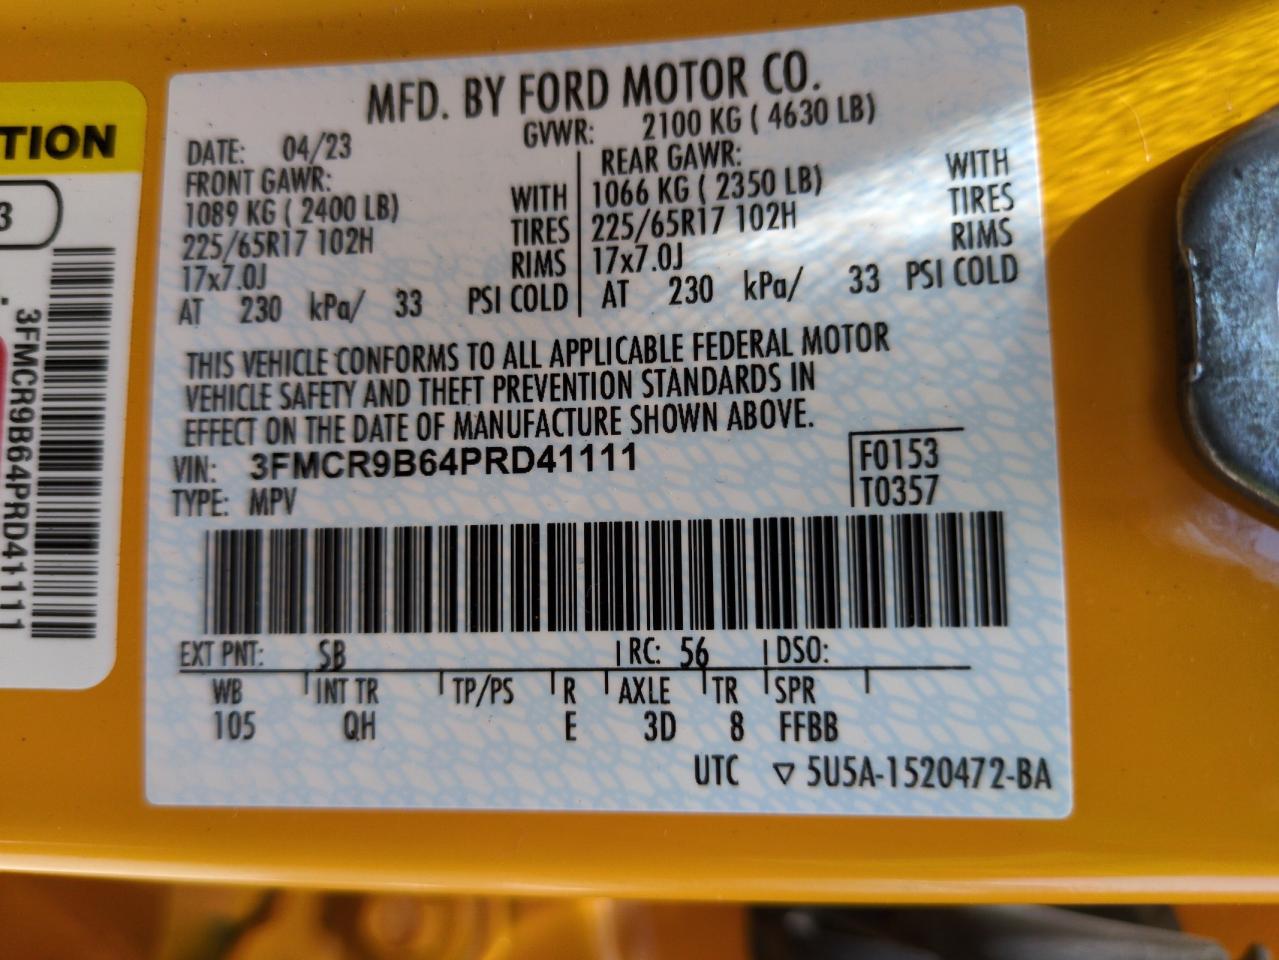 TION
3
3FMCR9B64PRD41111
MFD. BY FORD MOTOR CO.
DATE: 04/23 GVWR: 2100 KG ( 4630 LB)
FRONT GAWR: REAR GAWR:
1089 KG ( 2400 LB) WITH 1066 KG ( 2350 LB) WITH
225/65R17 102H TIRES 225/65R17 102H TIRES
17x7.0J RIMS 17x7.0J RIMS
AT 230 kPa/ 33 PSI COLD AT 230 kPa/ 33 PSI COLD
THIS VEHICLE CONFORMS TO ALL APPLICABLE FEDERAL MOTOR
VEHICLE SAFETY AND THEFT PREVENTION STANDARDS IN
EFFECT ON THE DATE OF MANUFACTURE SHOWN ABOVE.
VIN: 3FMCR9B64PRD41111 F0153
TYPE: MPV T0357
EXT PNT: SB RC: 56 DSO:
WB INT TR TP/PS R AXLE TR SPR
105 QH E 3D 8 FFBB
UTC ▽ 5U5A-1520472-BA